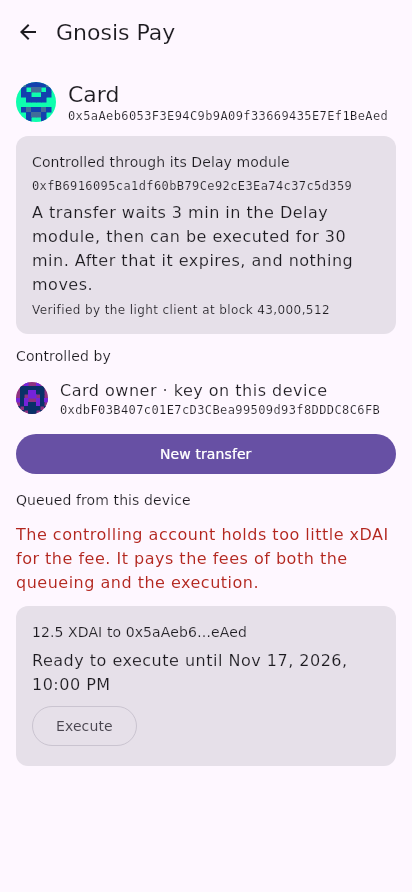 Gnosis Pay
Card
0x5aAeb6053F3E94C9b9A09f33669435E7Ef1BeAed
Controlled through its Delay module
0xfB6916095ca1df60bB79Ce92cE3Ea74c37c5d359
A transfer waits 3 min in the Delay
module, then can be executed for 30
min. After that it expires, and nothing
moves.
Verified by the light client at block 43,000,512
Controlled by
Card owner · key on this device
0xdbF03B407c01E7cD3CBea99509d93f8DDDC8C6FB
New transfer
Queued from this device
The controlling account holds too little xDAI
for the fee. It pays the fees of both the
queueing and the execution.
12.5 XDAI to 0x5aAeb6…eAed
Ready to execute until Nov 17, 2026,
10:00 PM
Execute